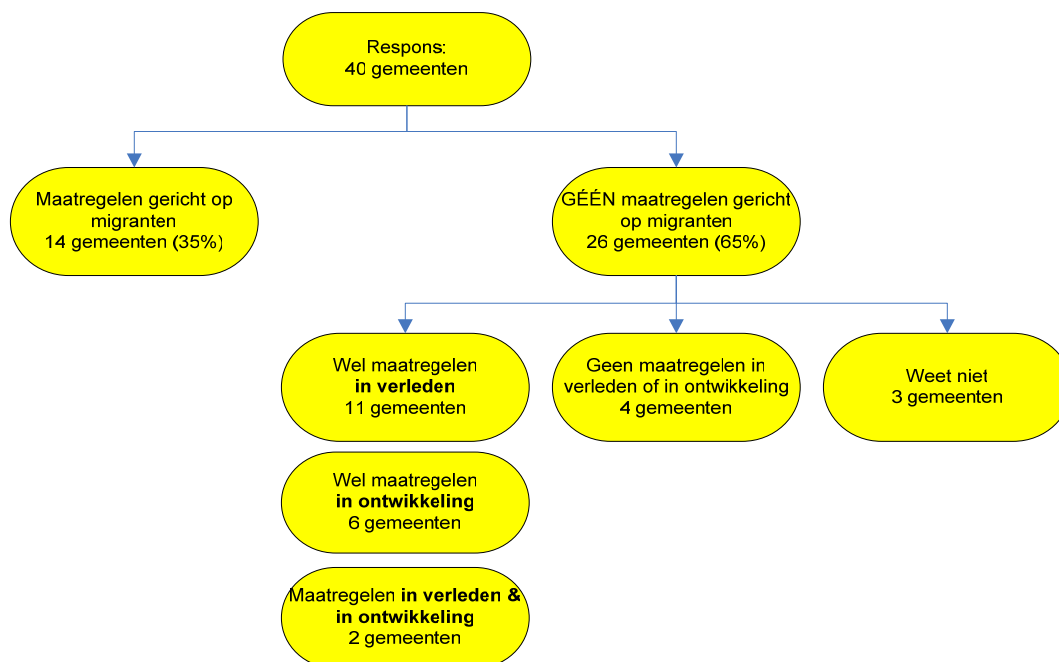 Respons:
40 gemeenten
Maatregelen gericht op
migranten
14 gemeenten (35%)
GÉÉN maatregelen gericht
op migranten
26 gemeenten (65%)
Wel maatregelen
in verleden
11 gemeenten
Geen maatregelen in
verleden of in ontwikkeling
4 gemeenten
Weet niet
3 gemeenten
Wel maatregelen
in ontwikkeling
6 gemeenten
Maatregelen in verleden &
in ontwikkeling
2 gemeenten